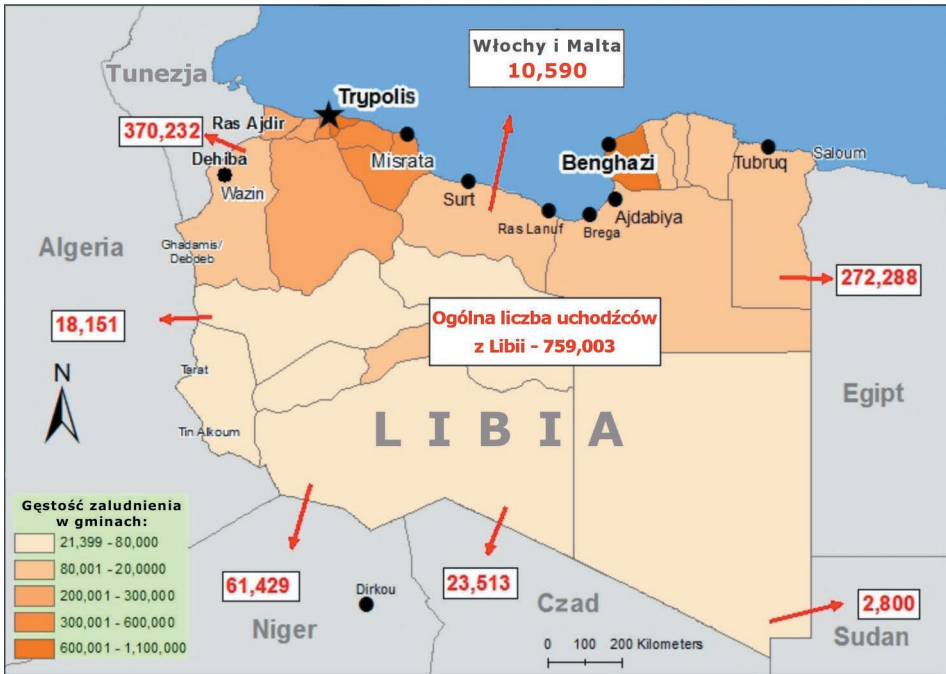 Włochy i Malta
10,590
Tunezja
Trypolis
Ras Ajdir
370,232
Misrata
Benghazi
Tubruq
Saloum
Dehiba
Wazin
Surt
Ras Lanuf
Brega
Ajdabiya
Algeria
Ghadamis/
Debdeb
272,288
18,151
Ogólna liczba uchodźców
z Libii - 759,003
N
Tarat
Egipt
Tin Alkoum
LIBIA
Gęstość zaludnienia
w gminach:
21,399 - 80,000
80,001 - 20,0000
200,001 - 300,000
300,001 - 600,000
600,001 - 1,100,000
61,429
Dirkou
23,513
Czad
2,800
Niger
Sudan
0 100 200 Kilometers